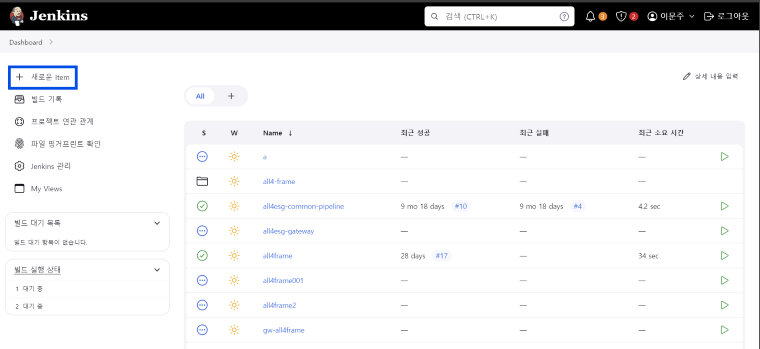 Jenkins
검색 (CTRL+K)
3
2
이문주
로그아웃
Dashboard
새로운 Item
빌드 기록
프로젝트 연관 관계
파일 핑거프린트 확인
Jenkins 관리
My Views
빌드 대기 목록
빌드 대기 항목이 없습니다.
빌드 실행 상태
1 대기 중
2 대기 중
상세 내용 입력
All +
S W Name ↓ 최근 성공 최근 실패 최근 소요 시간
a — — —
all4-frame — — —
all4esg-common-pipeline 9 mo 18 days #10 9 mo 18 days #4 4.2 sec
all4esg-gateway — — —
all4frame 28 days #17 — 34 sec
all4frame001 — — —
all4frame2 — — —
gw-all4frame — — —